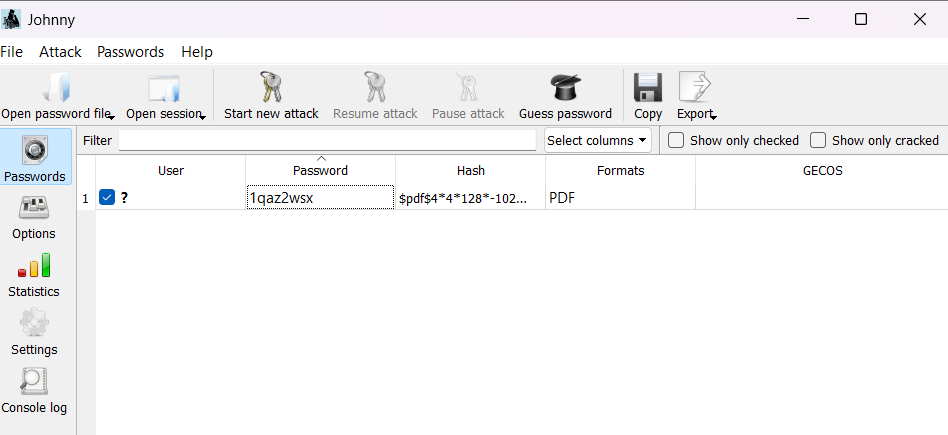 Johnny
File Attack Passwords Help
Open password file Open session Start new attack Resume attack Pause attack Guess password Copy Export
Passwords
Options
Statistics
Settings
Console log
Filter Select columns Show only checked Show only cracked
User Password Hash Formats GECOS
1 ? 1qaz2wsx $pdf$4*4*128*-102... PDF